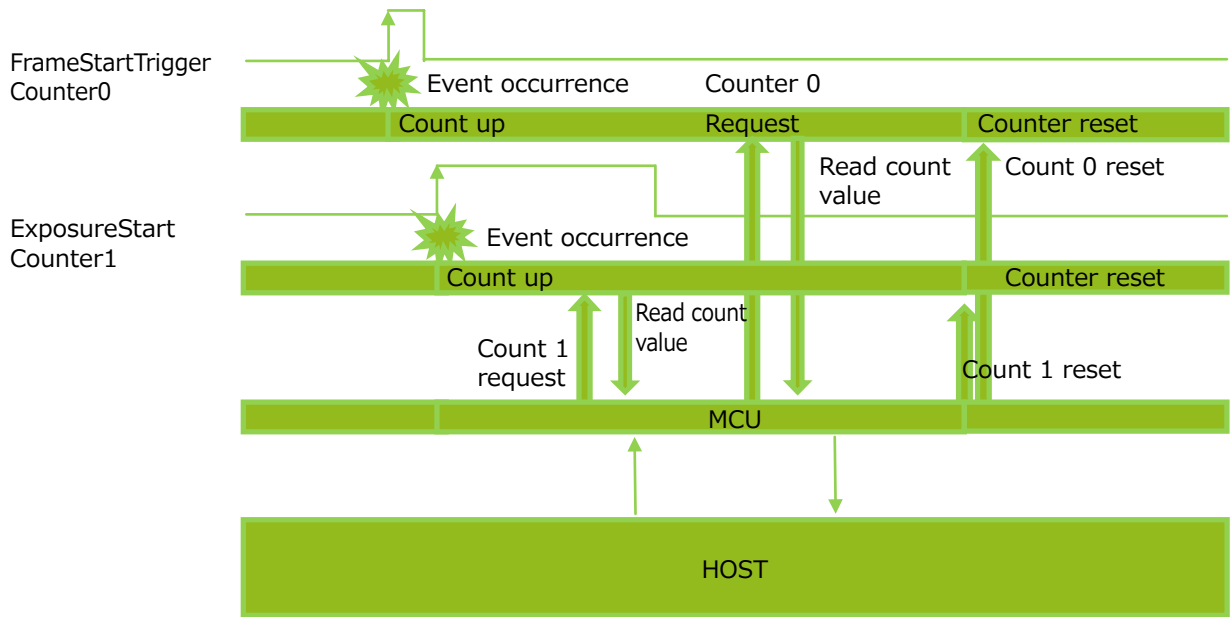 FrameStartTrigger
Counter0
Event occurrence
Counter 0
Count up
Request
Counter reset
Read count
value
Count 0 reset
ExposureStart
Counter1
Event occurrence
Count up
Counter reset
Read count
value
Count 1
request
Count 1 reset
MCU
HOST